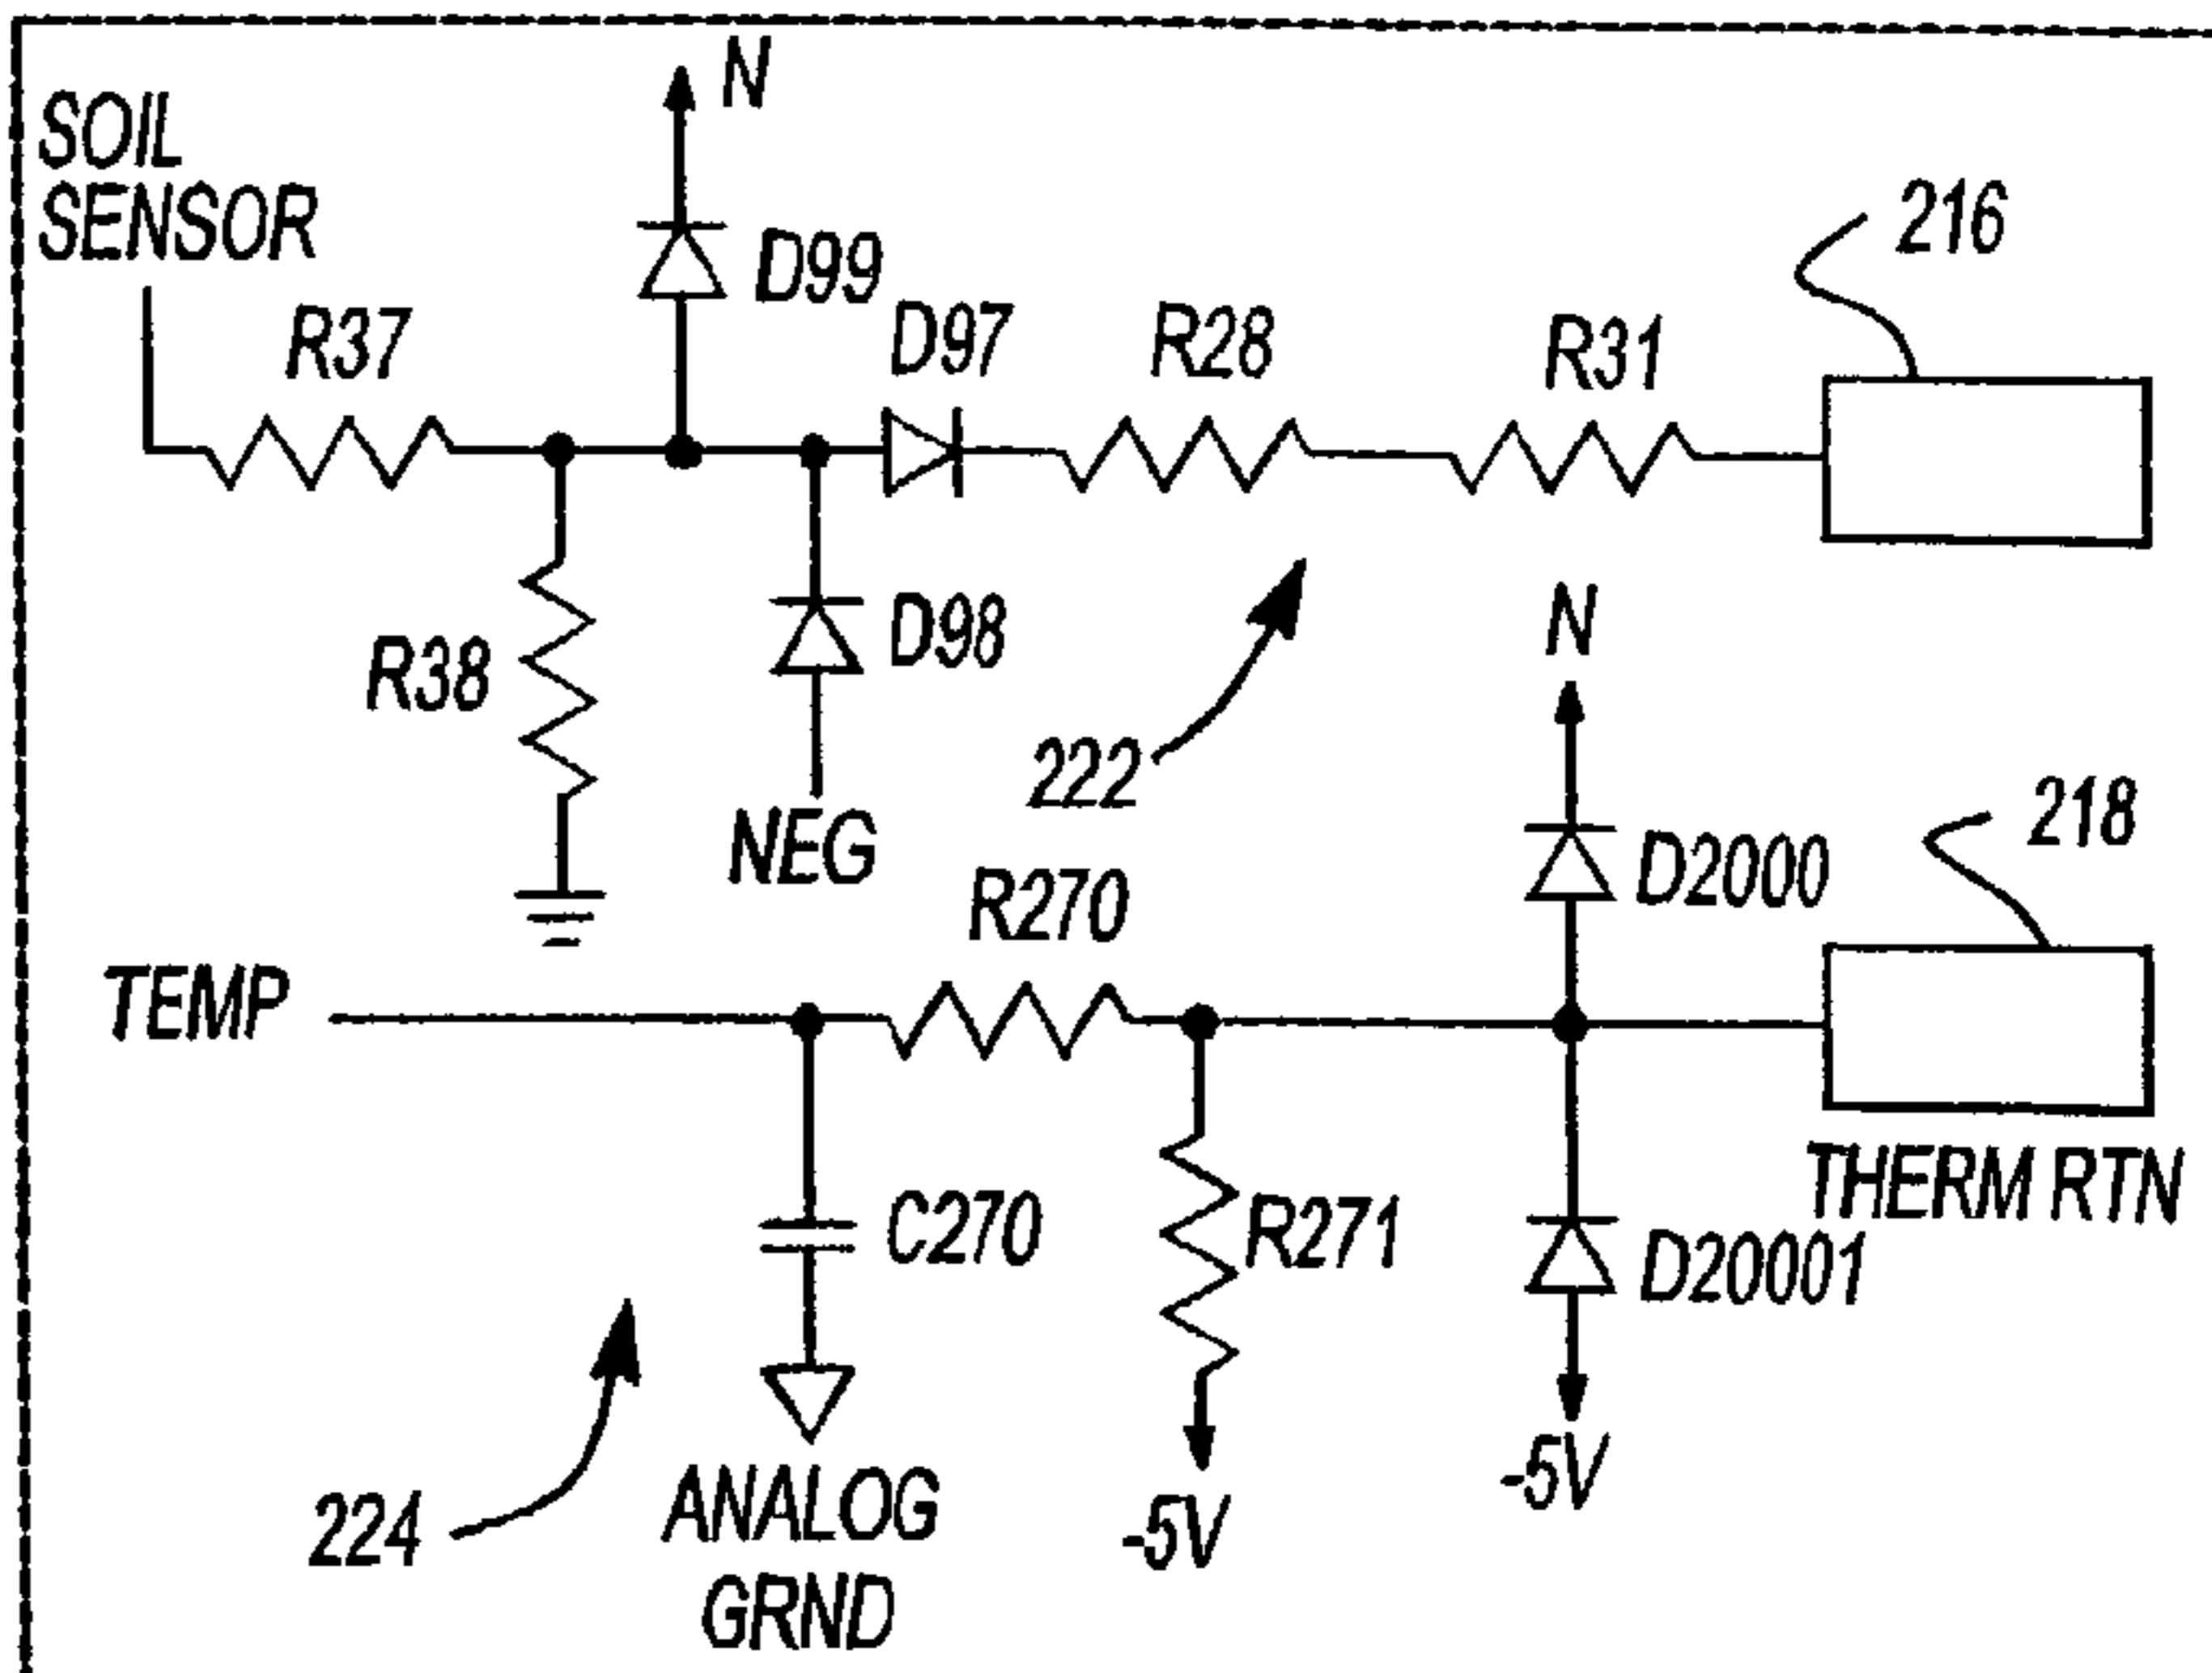 N
SOIL
SENSOR
D99
216
R37
D97
R28
R31
R38
D98
N
222
NEG
218
D2000
R270
TEMP
THERM RTN
C270
R271
D20001
-5V
ANALOG
224
-5V
GRND